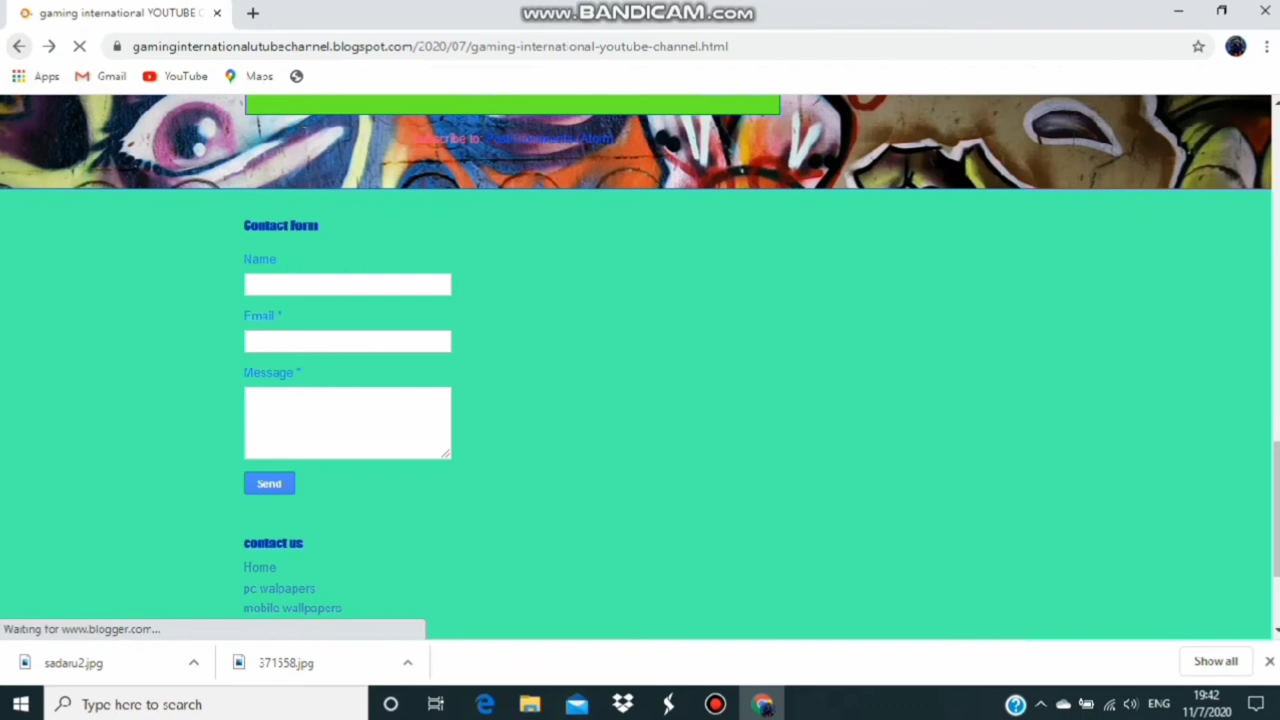 gaming international YOUTUBE C
www.BANDICAM.com
gaminginternationalutubechannel.blogspot.com/2020/07/gaming-international-youtube-channel.html
Apps
Gmail
YouTube
Maps
Contact Form
Name
Email *
Message *
Send
contact us
Home
pc walpapers
mobile wallpapers
Waiting for www.blogger.com...
sadaru2.jpg
371558.jpg
Show all
Type here to search
ENG
19:42
11/7/2020